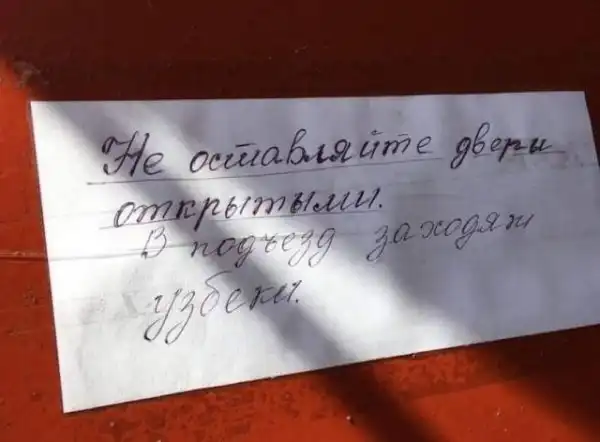 Не оставляйте двери
открытыми.
В подъезд заходят
узбеки.